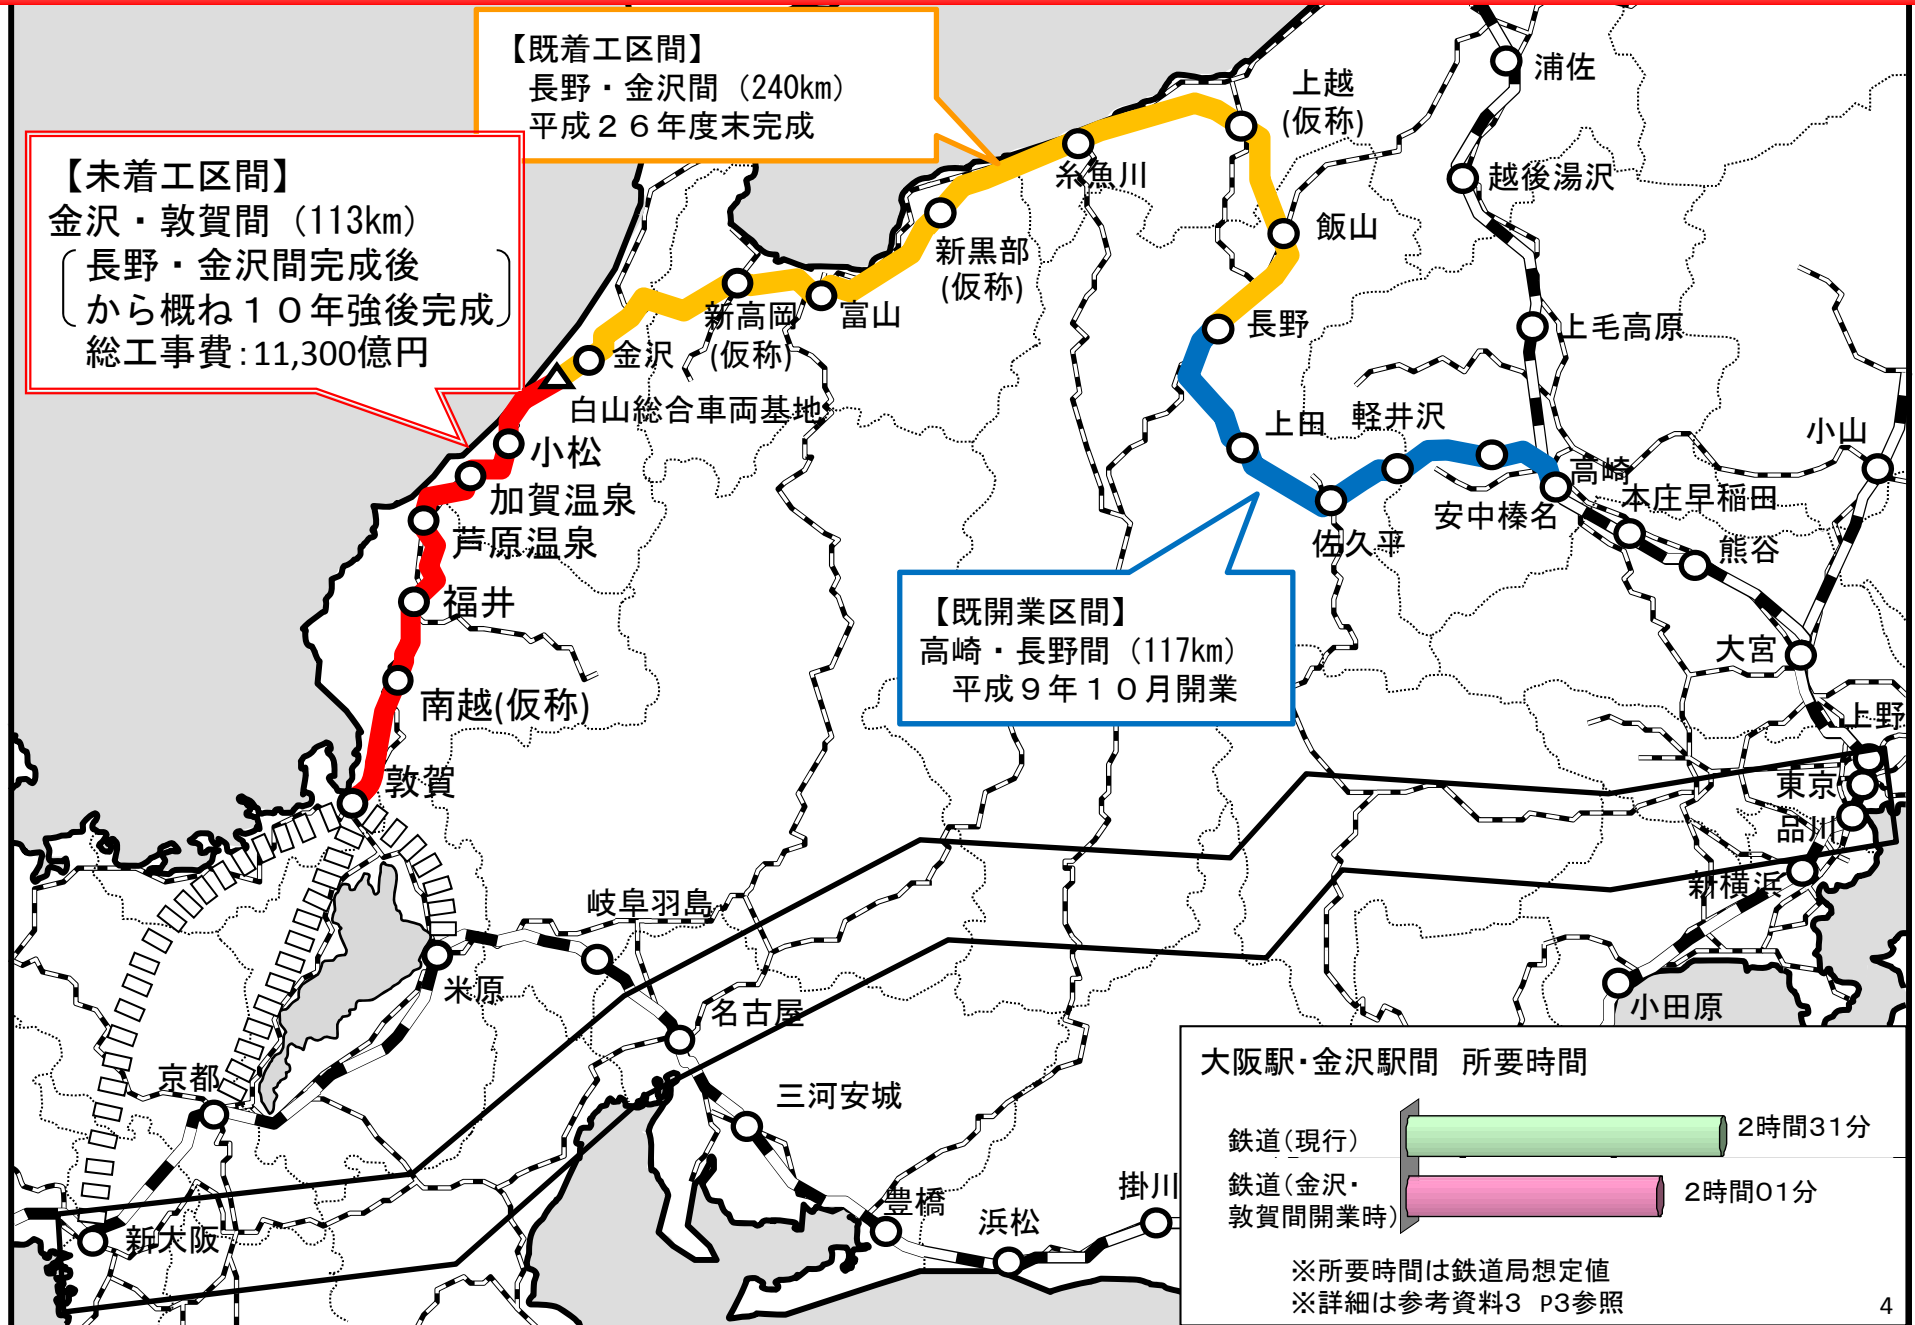 【既着工区間】
長野・金沢間（240km）
平成２６年度末完成
【未着工区間】
金沢・敦賀間（113km）
長野・金沢間完成後
から概ね１０年強後完成
総工事費：11,300億円
【既開業区間】
高崎・長野間（117km）
平成９年１０月開業
浦佐
上越
(仮称)
糸魚川
越後湯沢
飯山
新黒部
(仮称)
新高岡
(仮称)
富山
長野
上毛高原
金沢
白山総合車両基地
小松
加賀温泉
芦原温泉
福井
南越(仮称)
敦賀
上田
軽井沢
佐久平
安中榛名
高崎
本庄早稲田
熊谷
小山
大宮
上野
東京
品川
新横浜
小田原
岐阜羽島
米原
名古屋
京都
三河安城
新大阪
豊橋
浜松
掛川
大阪駅・金沢駅間　所要時間
鉄道（現行）
2時間31分
鉄道（金沢・
敦賀間開業時）
2時間01分
※所要時間は鉄道局想定値
※詳細は参考資料3　P3参照
4